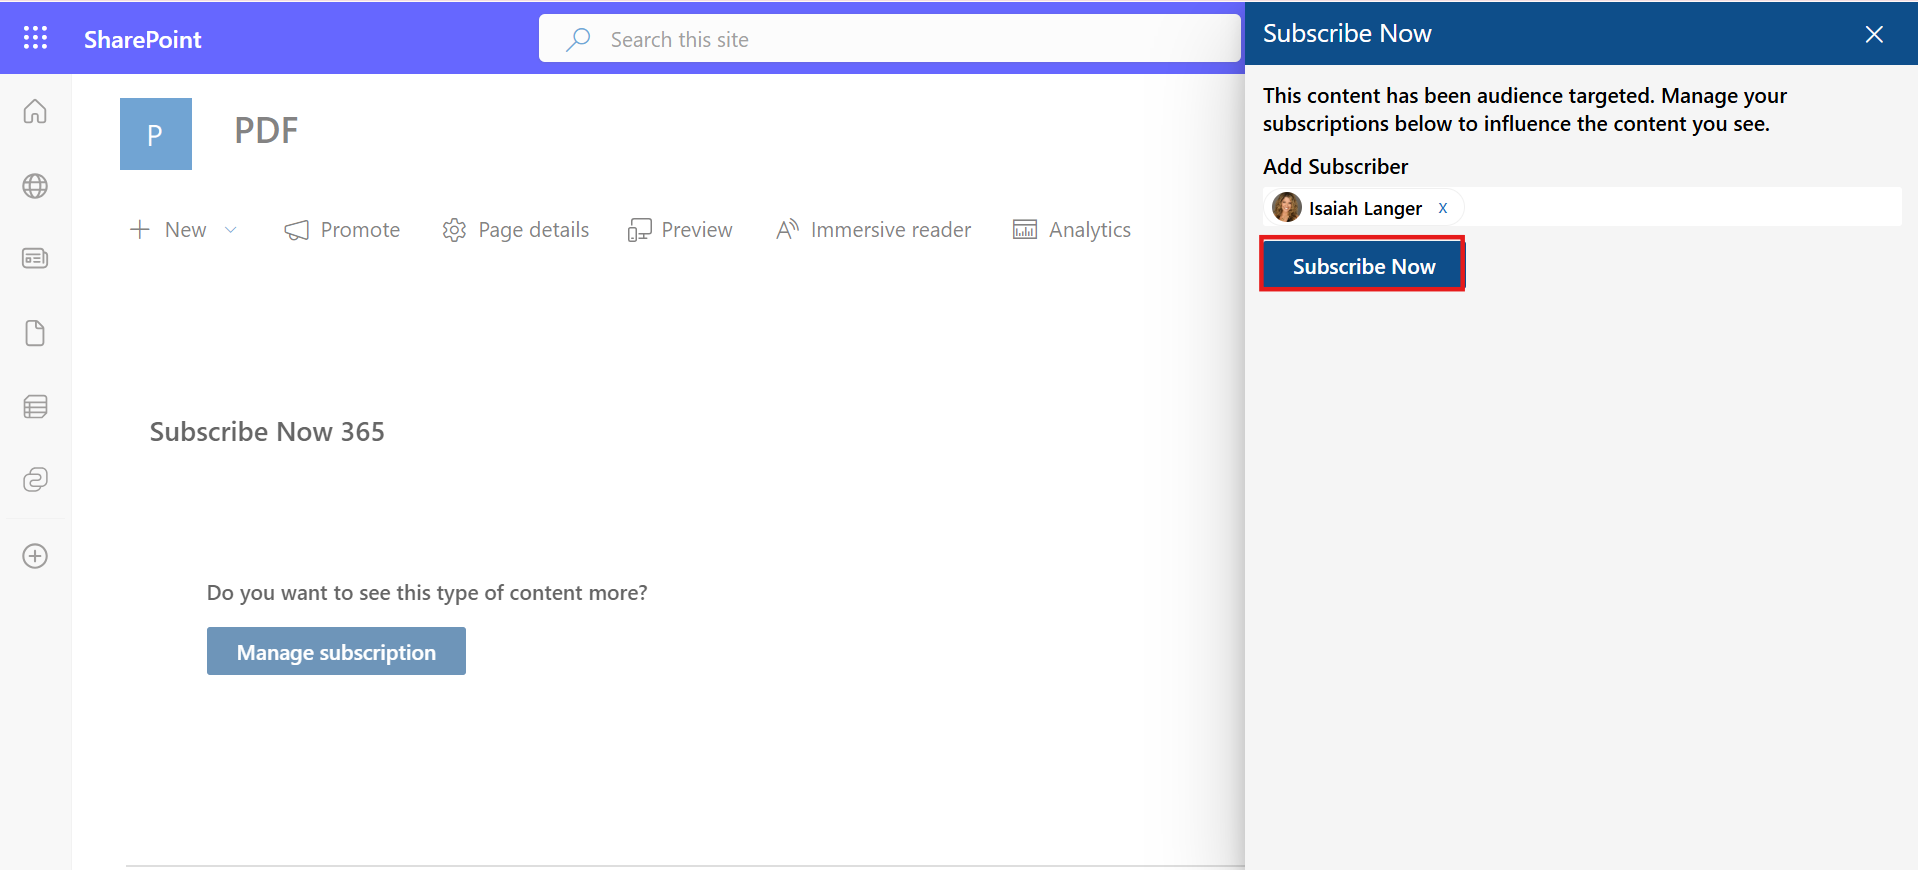 SharePoint
Search this site
P
PDF
New
Promote
Page details
Preview
Immersive reader
Analytics
Subscribe Now 365
Do you want to see this type of content more?
Manage subscription
Subscribe Now
This content has been audience targeted. Manage your
subscriptions below to influence the content you see.
Add Subscriber
Isaiah Langer x
Subscribe Now